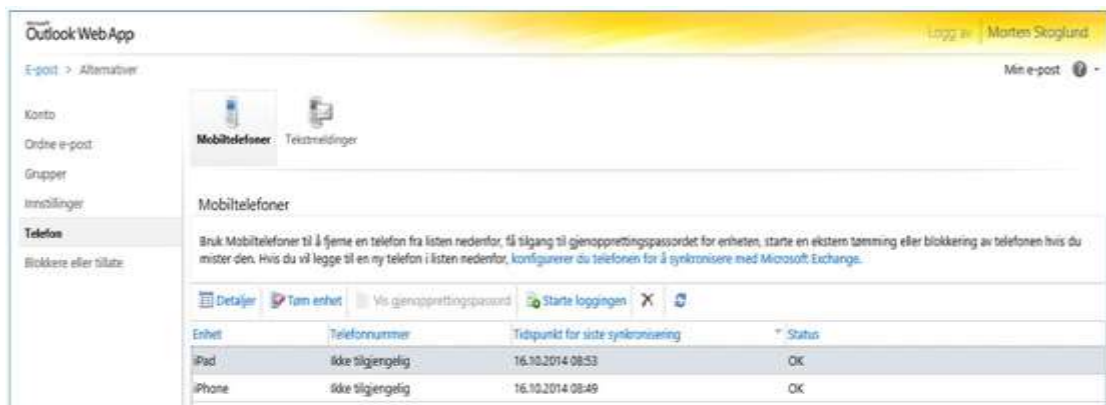 Microsoft
Outlook Web App
Logg av | Morten Skoglund
E-post > Alternativer
Min e-post
Konto
Ordne e-post
Grupper
Innstillinger
Telefon
Blokkere eller tillate
Mobiltelefoner Tekstmeldinger
Mobiltelefoner
Bruk Mobiltelefoner til å fjerne en telefon fra listen nedenfor, få tilgang til gjenopprettingspassordet for enheten, starte en ekstern tømming eller blokkering av telefonen hvis du
mister den. Hvis du vil legge til en ny telefon i listen nedenfor, konfigurerer du telefonen for å synkronisere med Microsoft Exchange.
Detaljer Tøm enhet Vis gjenopprettingspassord Starte loggingen
Enhet Telefonnummer Tidspunkt for siste synkronisering Status
iPad Ikke tilgjengelig 16.10.2014 08:53 OK
iPhone Ikke tilgjengelig 16.10.2014 08:49 OK